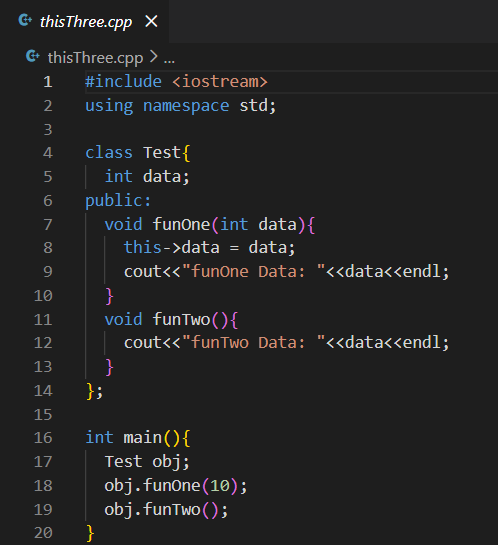 thisThree.cpp ×
thisThree.cpp > ...
1 #include <iostream>
2 using namespace std;
3
4 class Test{
5   int data;
6 public:
7   void funOne(int data){
8     this->data = data;
9     cout<<"funOne Data: "<<data<<endl;
10   }
11   void funTwo(){
12     cout<<"funTwo Data: "<<data<<endl;
13   }
14 };
15
16 int main(){
17   Test obj;
18   obj.funOne(10);
19   obj.funTwo();
20 }